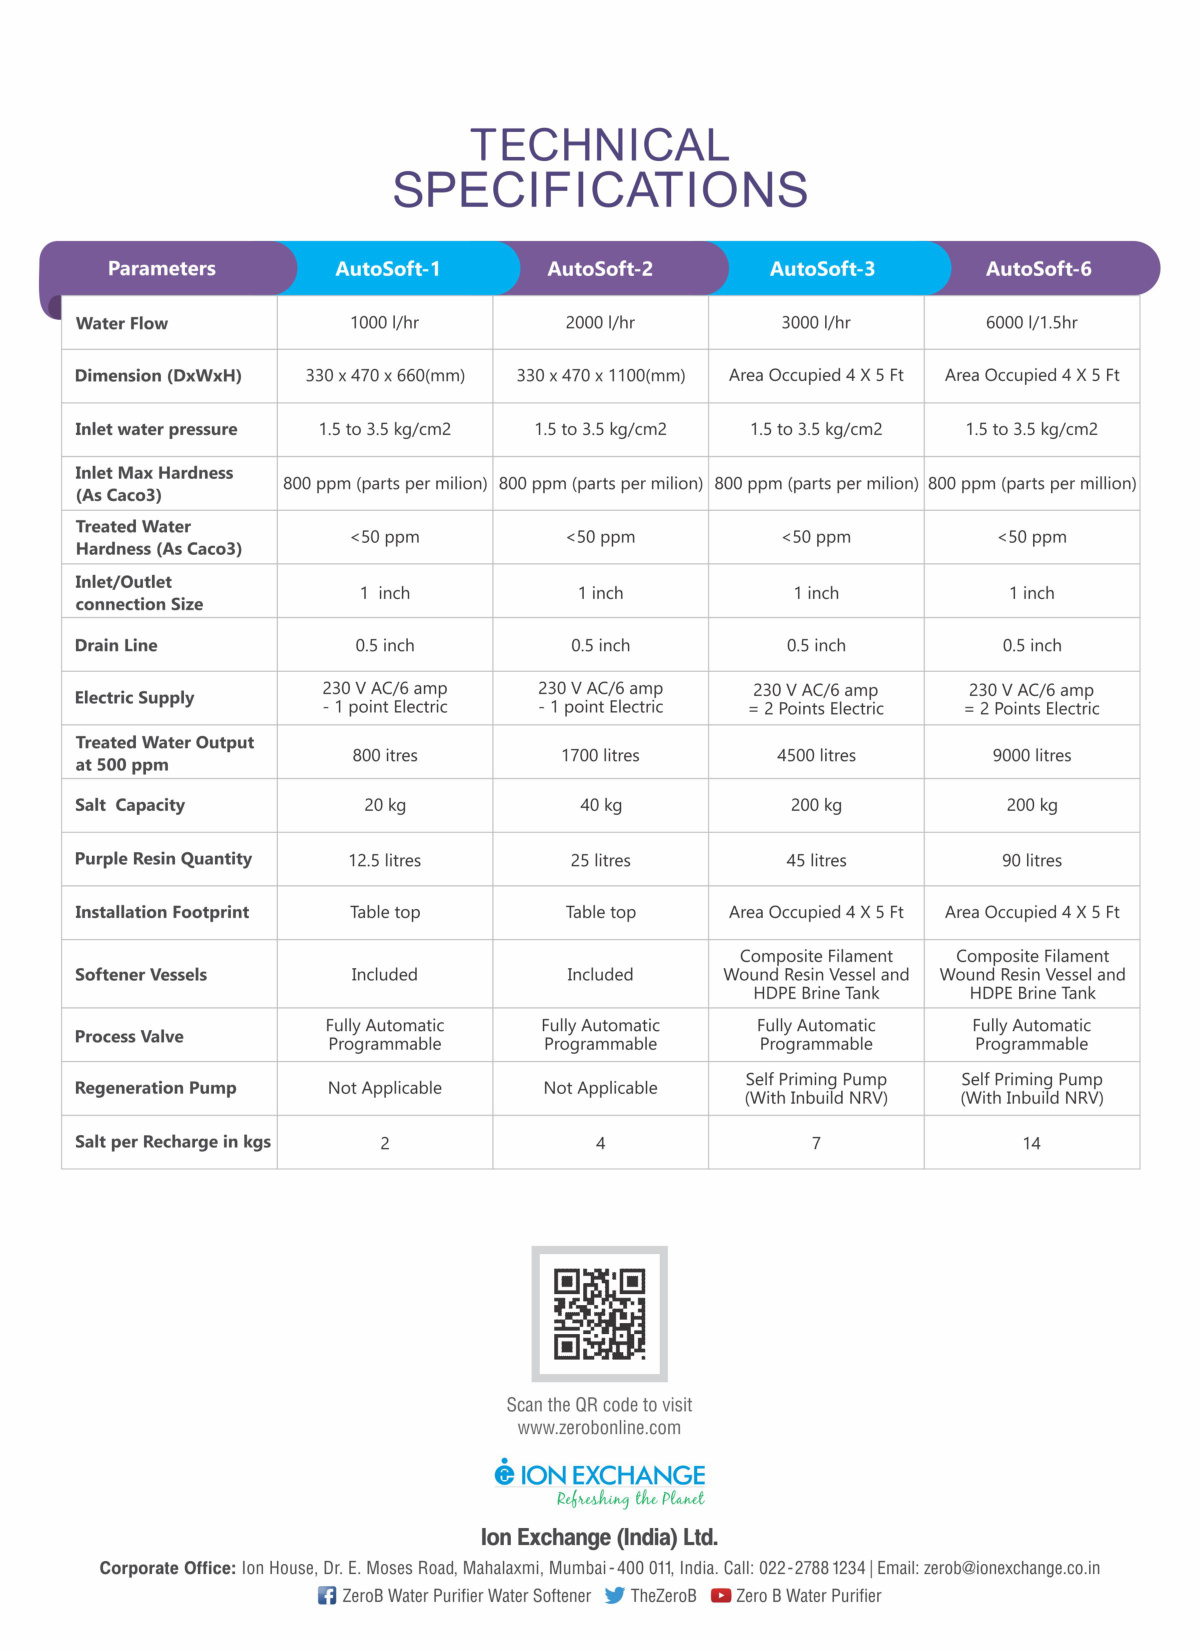 TECHNICAL
SPECIFICATIONS
Parameters AutoSoft-1 AutoSoft-2 AutoSoft-3 AutoSoft-6
Water Flow 1000 l/hr 2000 l/hr 3000 l/hr 6000 l/1.5hr
Dimension (DxWxH) 330 x 470 x 660(mm) 330 x 470 x 1100(mm) Area Occupied 4 X 5 Ft Area Occupied 4 X 5 Ft
Inlet water pressure 1.5 to 3.5 kg/cm2 1.5 to 3.5 kg/cm2 1.5 to 3.5 kg/cm2 1.5 to 3.5 kg/cm2
Inlet Max Hardness
(As Caco3)
800 ppm (parts per milion) 800 ppm (parts per milion) 800 ppm (parts per milion) 800 ppm (parts per million)
Treated Water
Hardness (As Caco3)
<50 ppm <50 ppm <50 ppm <50 ppm
Inlet/Outlet
connection Size
1 inch 1 inch 1 inch 1 inch
Drain Line 0.5 inch 0.5 inch 0.5 inch 0.5 inch
Electric Supply
230 V AC/6 amp
- 1 point Electric
230 V AC/6 amp
- 1 point Electric
230 V AC/6 amp
= 2 Points Electric
230 V AC/6 amp
= 2 Points Electric
Treated Water Output
at 500 ppm
800 itres 1700 litres 4500 litres 9000 litres
Salt Capacity 20 kg 40 kg 200 kg 200 kg
Purple Resin Quantity 12.5 litres 25 litres 45 litres 90 litres
Installation Footprint Table top Table top Area Occupied 4 X 5 Ft Area Occupied 4 X 5 Ft
Softener Vessels Included Included
Composite Filament
Wound Resin Vessel and
HDPE Brine Tank
Composite Filament
Wound Resin Vessel and
HDPE Brine Tank
Process Valve
Fully Automatic
Programmable
Fully Automatic
Programmable
Fully Automatic
Programmable
Fully Automatic
Programmable
Regeneration Pump Not Applicable Not Applicable
Self Priming Pump
(With Inbuild NRV)
Self Priming Pump
(With Inbuild NRV)
Salt per Recharge in kgs 2 4 7 14
Scan the QR code to visit
www.zerobonline.com
ION EXCHANGE
Refreshing the Planet
Ion Exchange (India) Ltd.
Corporate Office: Ion House, Dr. E. Moses Road, Mahalaxmi, Mumbai - 400 011, India. Call: 022-2788 1234 | Email: zerob@ionexchange.co.in
ZeroB Water Purifier Water Softener TheZeroB Zero B Water Purifier